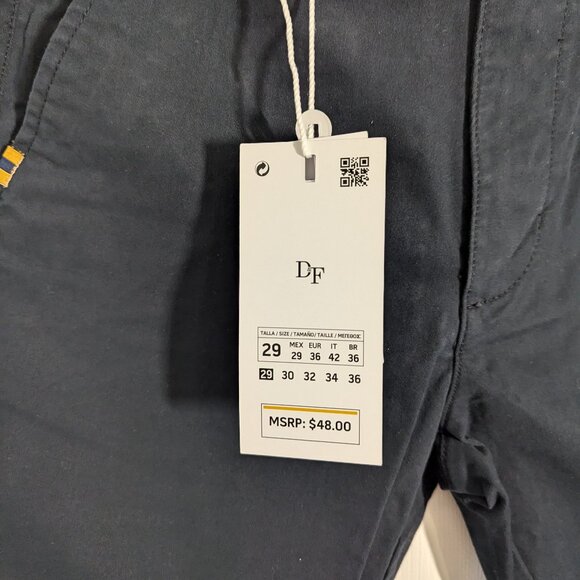 DF
TALLA / SIZE / TAMAÑO / TAILLE / ΜΕΓΕΘΟΣ
29 MEX EUR IT BR
29 36 42 36
29 30 32 34 36
MSRP: $48.00